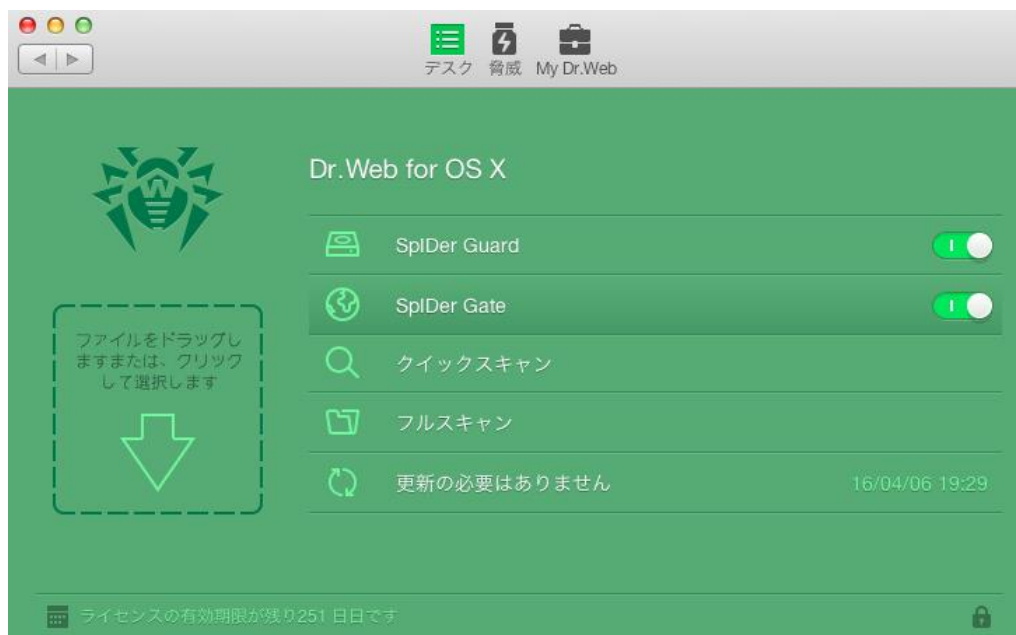 デスク 脅威 My Dr.Web
Dr.Web for OS X
SpIDer Guard
SpIDer Gate
ファイルをドラッグし
ますまたは、クリック
して選択します
クイックスキャン
フルスキャン
更新の必要はありません 16/04/06 19:29
ライセンスの有効期限が残り251 日日です